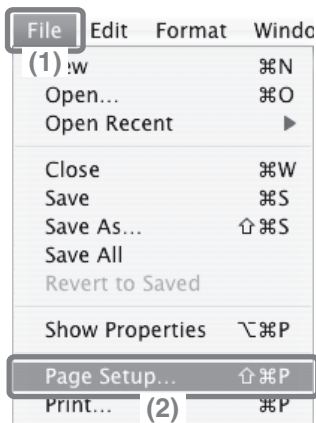 File Edit Format Windo
(1) ew ⌘N
Open... ⌘O
Open Recent ▶
Close ⌘W
Save ⌘S
Save As... ⇧⌘S
Save All
Revert to Saved
Show Properties ⌥⌘P
Page Setup... ⇧⌘P
Print... (2) ⌘P